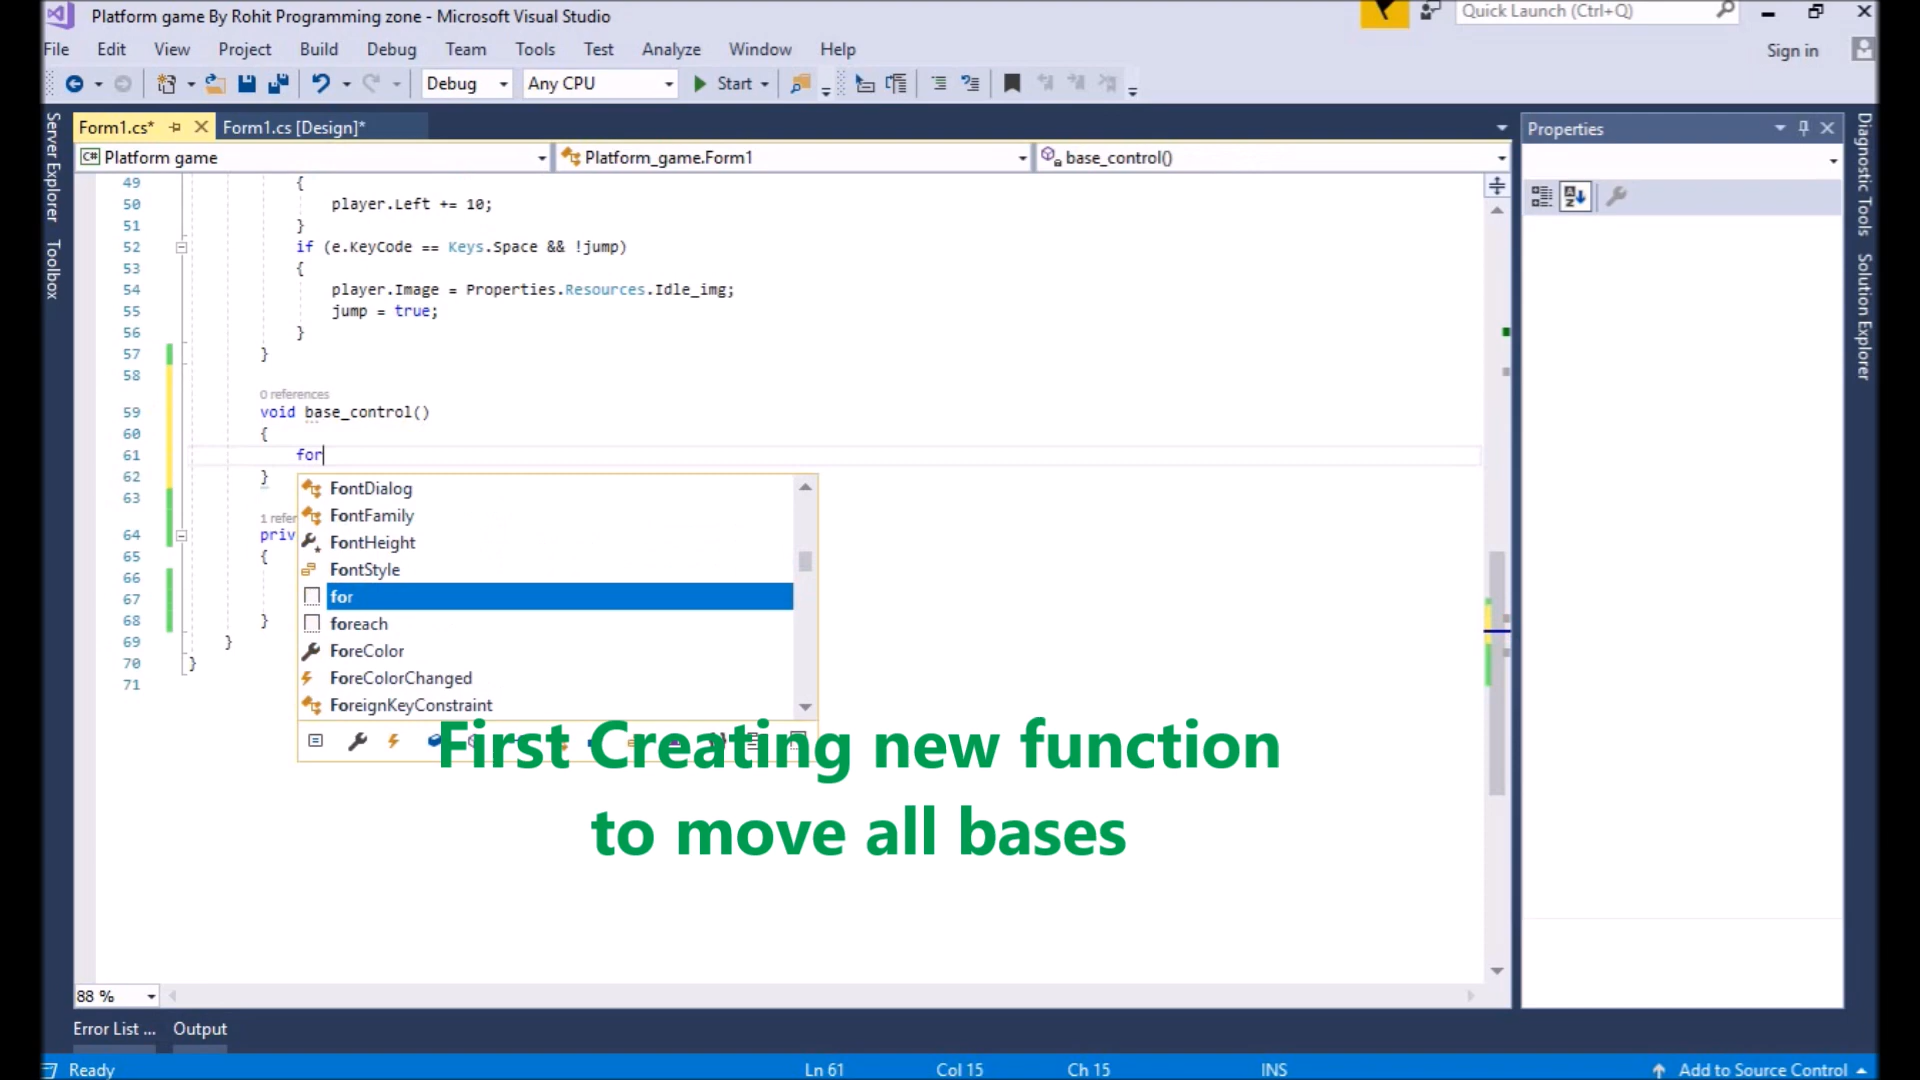 Platform game By Rohit Programming zone - Microsoft Visual Studio
Quick Launch (Ctrl+Q)
File Edit View Project Build Debug Team Tools Test Analyze Window Help
Sign in
Debug Any CPU Start
Server Explorer
Toolbox
Form1.cs* Form1.cs [Design]*
Properties
Diagnostic Tools
Solution Explorer
C# Platform game Platform_game.Form1 base_control()
49 {
50 player.Left += 10;
51 }
52 if (e.KeyCode == Keys.Space && !jump)
53 {
54 player.Image = Properties.Resources.Idle_img;
55 jump = true;
56 }
57 }
58
0 references
59 void base_control()
60 {
61 for
62 }
63
1 refer
64 priv
65 {
66
67
68 }
69 }
70 }
71
FontDialog
FontFamily
FontHeight
FontStyle
for
foreach
ForeColor
ForeColorChanged
ForeignKeyConstraint
First Creating new function
to move all bases
88 %
Error List ... Output
Ready Ln 61 Col 15 Ch 15 INS Add to Source Control